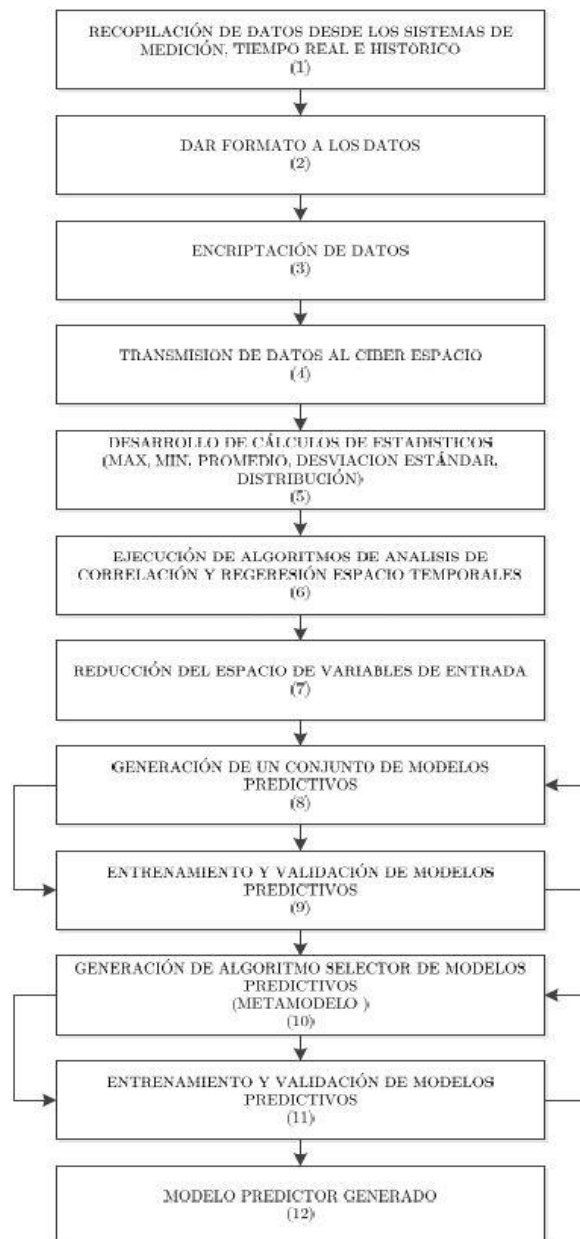 RECOPILACIÓN DE DATOS DESDE LOS SISTEMAS DE
MEDICIÓN, TIEMPO REAL E HISTORICO
(1)
DAR FORMATO A LOS DATOS
(2)
ENCRIPTACIÓN DE DATOS
(3)
TRANSMISION DE DATOS AL CIBER ESPACIO
(4)
DESARROLLO DE CÁLCULOS DE ESTADISTICOS
(MAX, MIN, PROMEDIO, DESVIACION ESTÁNDAR,
DISTRIBUCIÓN)
(5)
EJECUCIÓN DE ALGORITMOS DE ANALISIS DE
CORRELACIÓN Y REGERESIÓN ESPACIO TEMPORALES
(6)
REDUCCIÓN DEL ESPACIO DE VARIABLES DE ENTRADA
(7)
GENERACIÓN DE UN CONJUNTO DE MODELOS
PREDICTIVOS
(8)
ENTRENAMIENTO Y VALIDACIÓN DE MODELOS
PREDICTIVOS
(9)
GENERACIÓN DE ALGORITMO SELECTOR DE MODELOS
PREDICTIVOS
(METAMODELO )
(10)
ENTRENAMIENTO Y VALIDACIÓN DE MODELOS
PREDICTIVOS
(11)
MODELO PREDICTOR GENERADO
(12)